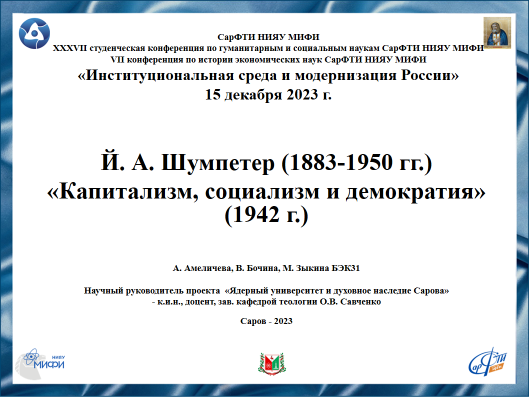 СарФТИ НИЯУ МИФИ
XXXVII студенческая конференция по гуманитарным и социальным наукам СарФТИ НИЯУ МИФИ
VII конференция по истории экономических наук СарФТИ НИЯУ МИФИ
«Институциональная среда и модернизация России»
15 декабря 2023 г.
Й. А. Шумпетер (1883-1950 гг.)
«Капитализм, социализм и демократия»
(1942 г.)
А. Амеличева, В. Бочина, М. Зыкина БЭК31
Научный руководитель проекта «Ядерный университет и духовное наследие Сарова»
- к.и.н., доцент, зав. кафедрой теологии О.В. Савченко
Саров - 2023
НИЯУ
МИФИ
СарФТИ